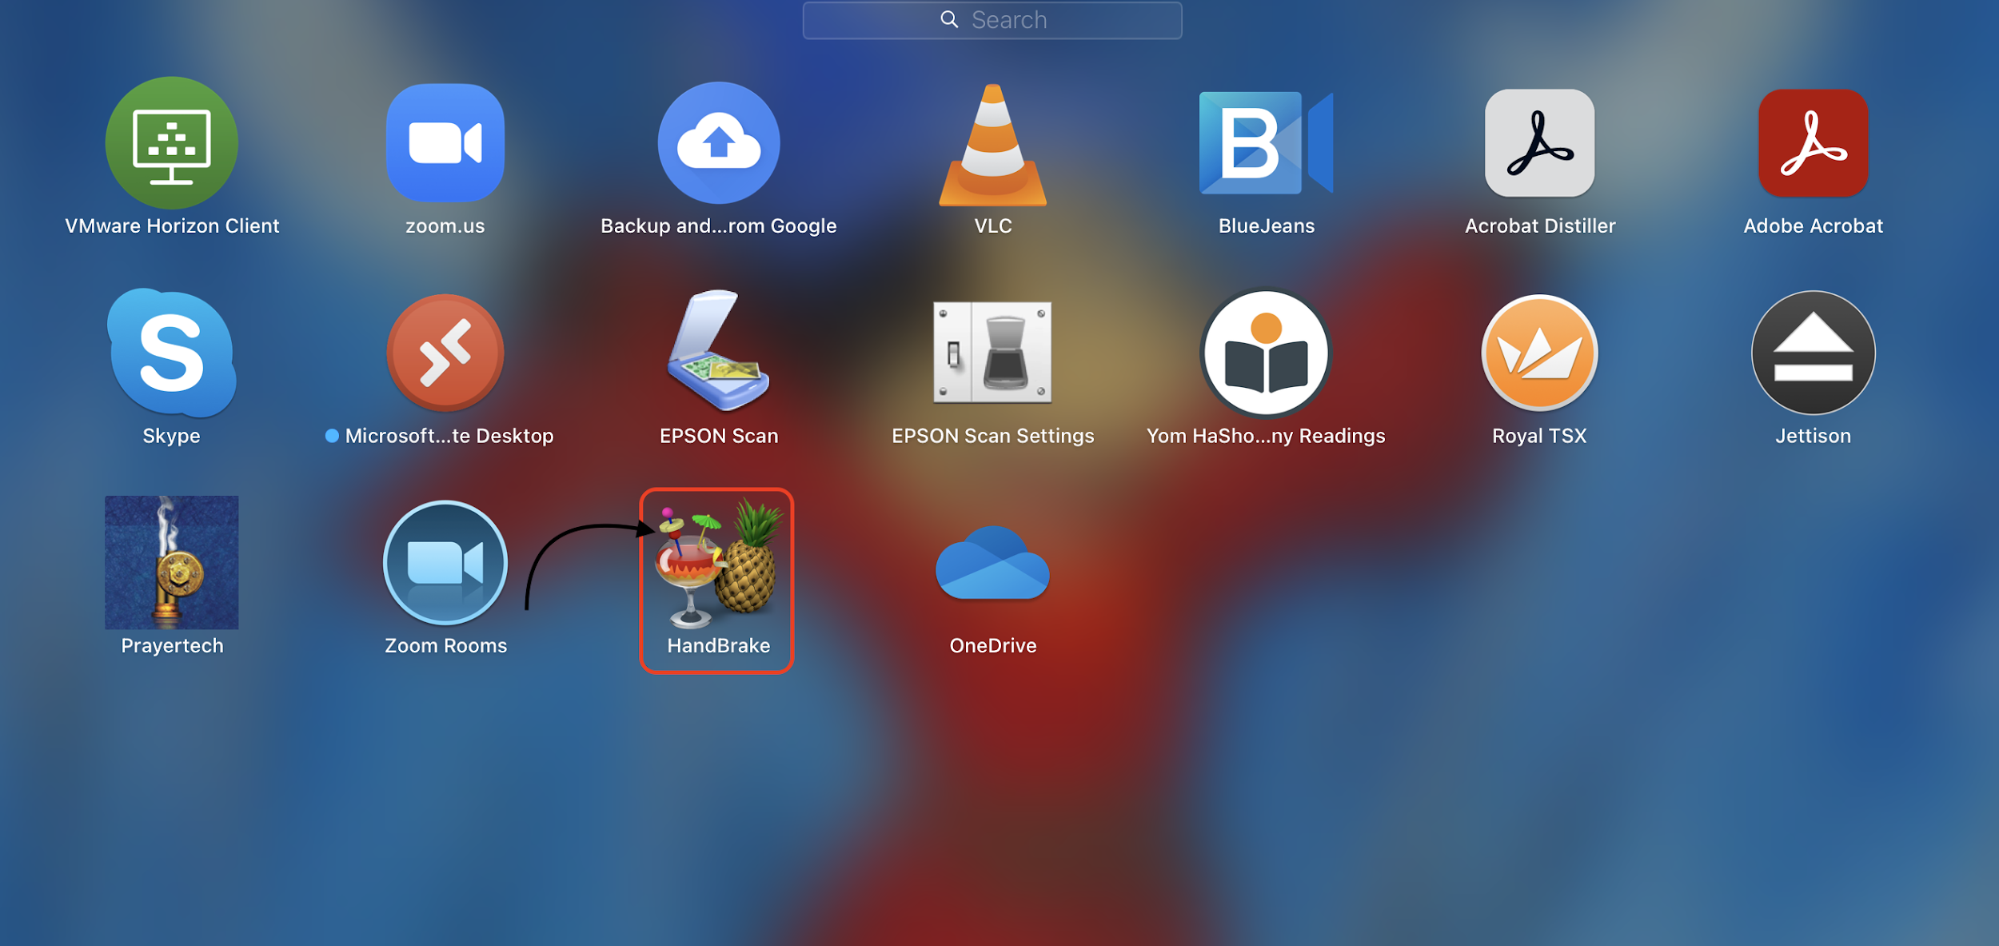 Search
VMware Horizon Client
zoom.us
Backup and...rom Google
VLC
BlueJeans
Acrobat Distiller
Adobe Acrobat
Skype
Microsoft...te Desktop
EPSON Scan
EPSON Scan Settings
Yom HaSho...ny Readings
Royal TSX
Jettison
Prayertech
Zoom Rooms
HandBrake
OneDrive
B
S